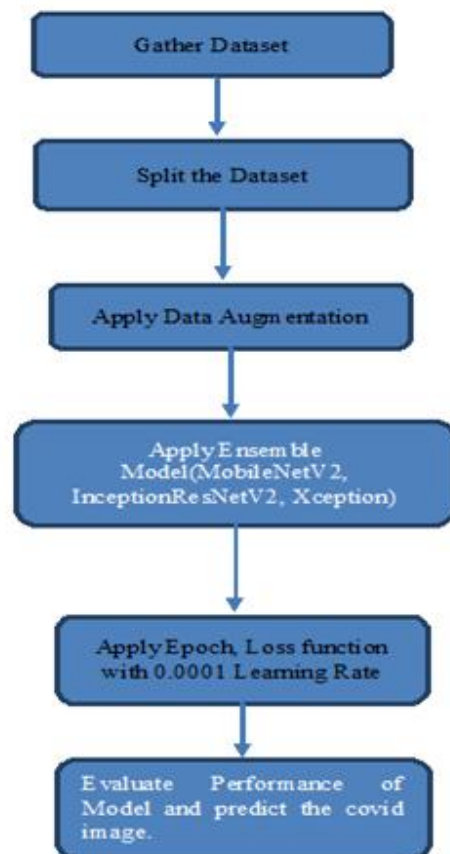 Gather Dataset
Split the Dataset
Apply Data Augmentation
Apply Ensemble
Model(MobileNetV2,
InceptionResNetV2, Xception)
Apply Epoch, Loss function
with 0.0001 Learning Rate
Evaluate Performance of
Model and predict the covid
image.